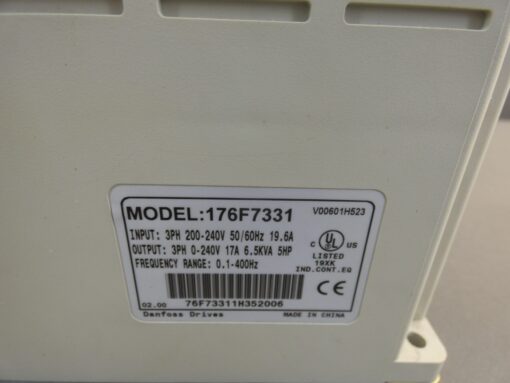 MODEL:176F7331 V00601H523
INPUT: 3PH 200-240V 50/60Hz 19.6A
OUTPUT: 3PH 0-240V 17A 6.5KVA 5HP
FREQUENCY RANGE: 0.1-400Hz
C UL US
LISTED
19XK
IND.CONT.EQ
CE
02.00 76F73311H352006
Danfoss Drives MADE IN CHINA